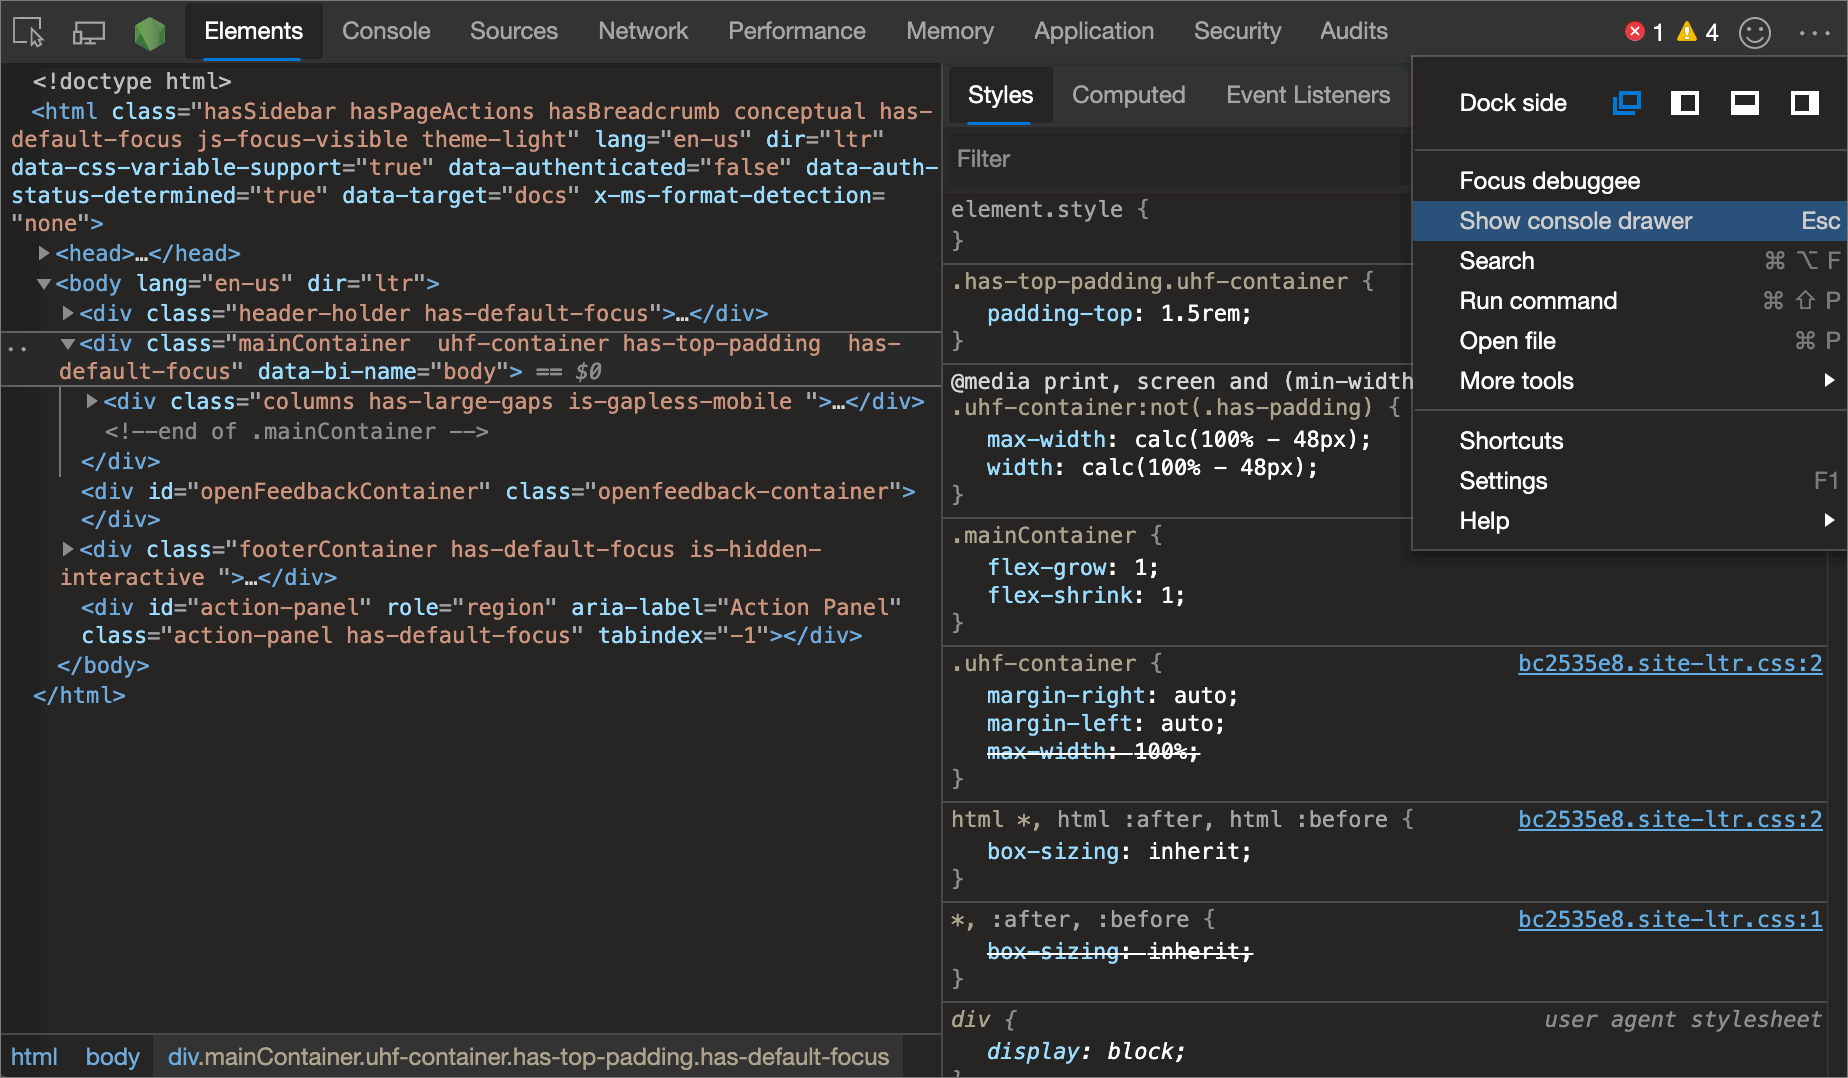 Elements Console Sources Network Performance Memory Application Security Audits 1 4
<!doctype html>
<html class="hasSidebar hasPageActions hasBreadcrumb conceptual has-
default-focus js-focus-visible theme-light" lang="en-us" dir="ltr"
data-css-variable-support="true" data-authenticated="false" data-auth-
status-determined="true" data-target="docs" x-ms-format-detection=
"none">
<head>…</head>
<body lang="en-us" dir="ltr">
<div class="header-holder has-default-focus">…</div>
<div class="mainContainer  uhf-container has-top-padding  has-
default-focus" data-bi-name="body"> == $0
<div class="columns has-large-gaps is-gapless-mobile ">…</div>
<!--end of .mainContainer -->
</div>
<div id="openFeedbackContainer" class="openfeedback-container">
</div>
<div class="footerContainer has-default-focus is-hidden-
interactive ">…</div>
<div id="action-panel" role="region" aria-label="Action Panel"
class="action-panel has-default-focus" tabindex="-1"></div>
</body>
</html>
html body div.mainContainer.uhf-container.has-top-padding.has-default-focus
Styles Computed Event Listeners
Filter
element.style {
}
.has-top-padding.uhf-container {
padding-top: 1.5rem;
}
@media print, screen and (min-width
.uhf-container:not(.has-padding) {
max-width: calc(100% - 48px);
width: calc(100% - 48px);
}
.mainContainer {
flex-grow: 1;
flex-shrink: 1;
}
.uhf-container { bc2535e8.site-ltr.css:2
margin-right: auto;
margin-left: auto;
max-width: 100%;
}
html *, html :after, html :before { bc2535e8.site-ltr.css:2
box-sizing: inherit;
}
*, :after, :before { bc2535e8.site-ltr.css:1
box-sizing: inherit;
}
div { user agent stylesheet
display: block;
Dock side
Focus debuggee
Show console drawer Esc
Search ⌘ ⌥ F
Run command ⌘ ⇧ P
Open file ⌘ P
More tools
Shortcuts
Settings F1
Help